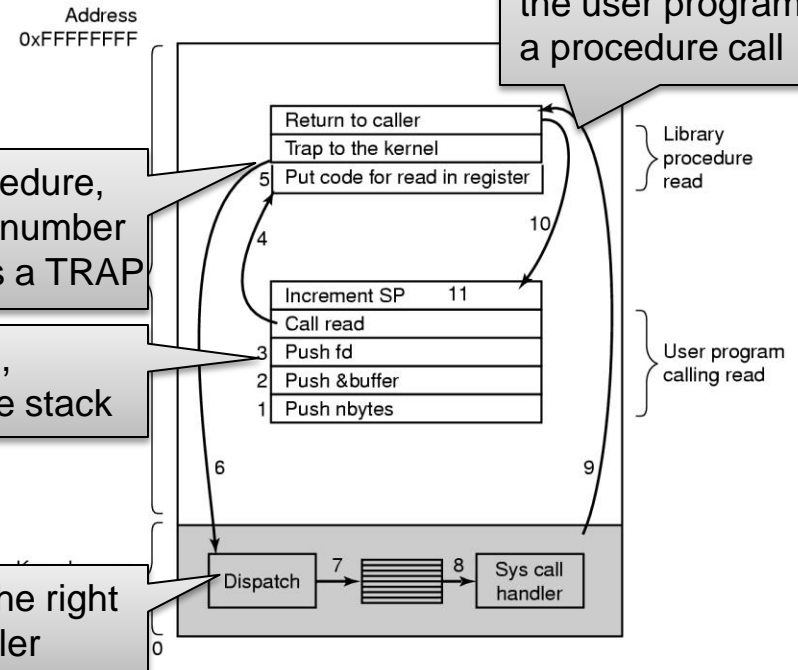 Address
0xFFFFFFFF
the user program
a procedure call
Return to caller
Trap to the kernel
5 Put code for read in register
Library
procedure
read
edure,
number
s a TRAP
4
10
Increment SP 11
Call read
3 Push fd
2 Push &buffer
1 Push nbytes
User program
calling read
,
e stack
6
9
Dispatch
7
8
Sys call
handler
he right
ler
0